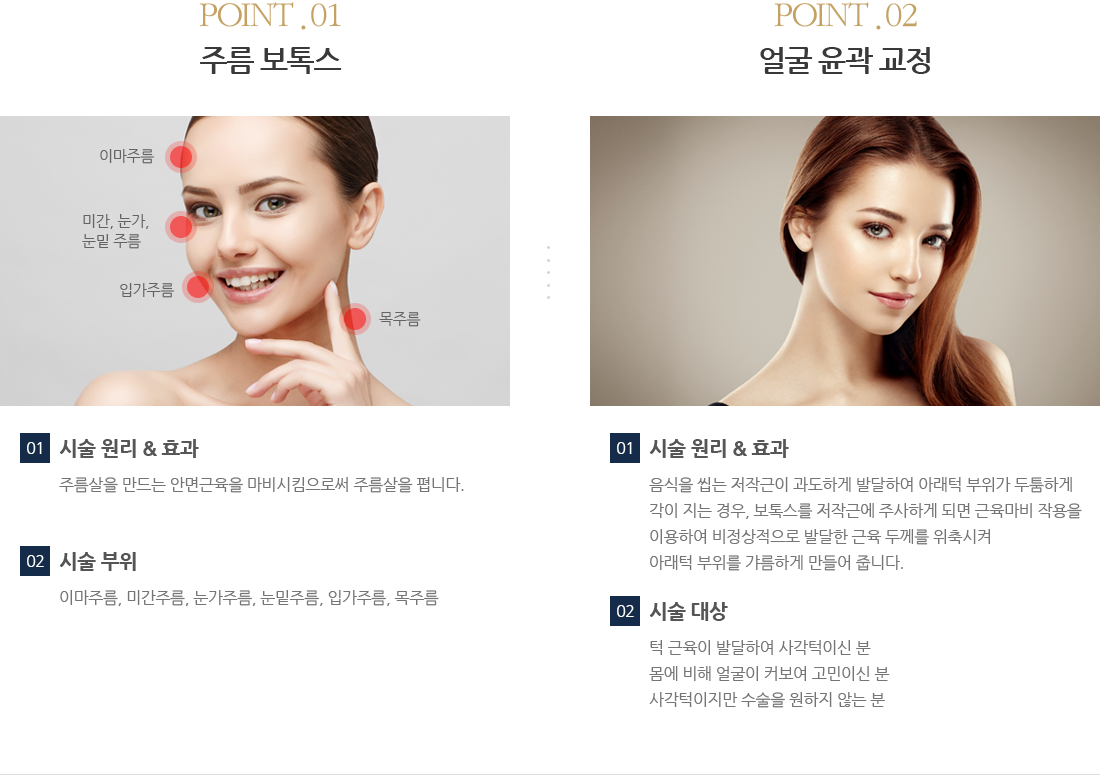 POINT.01
주름 보톡스
이마주름
미간, 눈가,
눈밑 주름
입가주름
목주름
01 시술 원리 & 효과
주름살을 만드는 안면근육을 마비시킴으로써 주름살을 폅니다.
02 시술 부위
이마주름, 미간주름, 눈가주름, 눈밑주름, 입가주름, 목주름
POINT.02
얼굴 윤곽 교정
01 시술 원리 & 효과
음식을 씹는 저작근이 과도하게 발달하여 아래턱 부위가 두툼하게
각이 지는 경우, 보톡스를 저작근에 주사하게 되면 근육마비 작용을
이용하여 비정상적으로 발달한 근육 두께를 위축시켜
아래턱 부위를 갸름하게 만들어 줍니다.
02 시술 대상
턱 근육이 발달하여 사각턱이신 분
몸에 비해 얼굴이 커보여 고민이신 분
사각턱이지만 수술을 원하지 않는 분